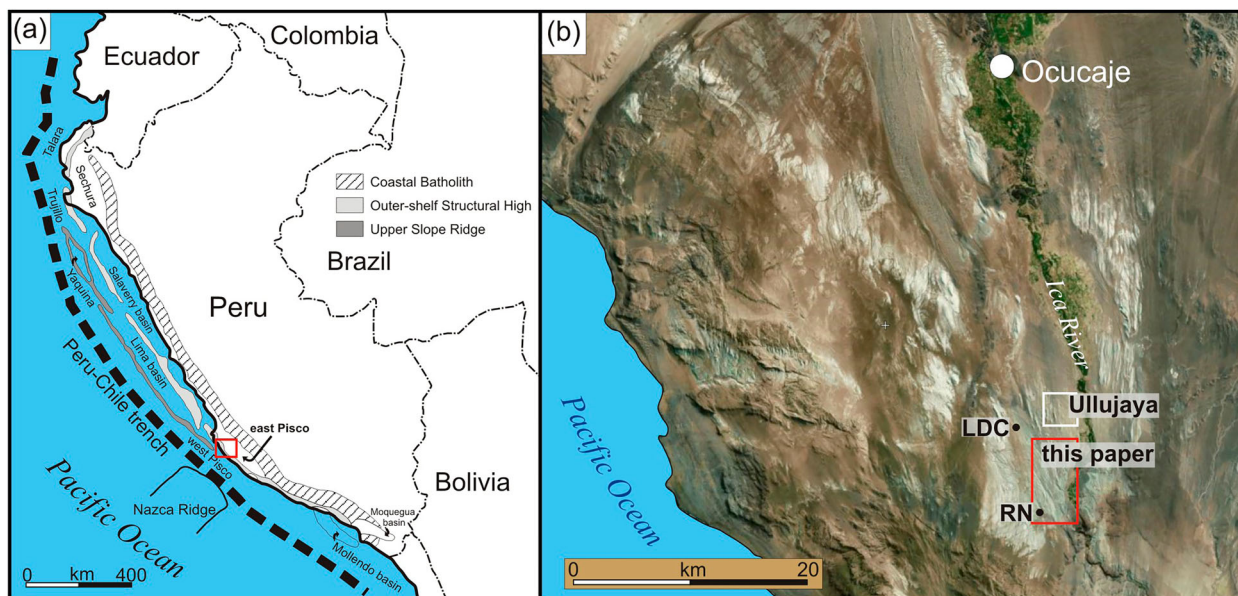 (a)
Colombia
Ecuador
Talara
Sechura
Coastal Batholith
Outer-shelf Structural High
Upper Slope Ridge
Trujillo
Brazil
Yaquina
Salaverry basin
Peru
Lima basin
Peru-Chile trench
east Pisco
west Pisco
Bolivia
Nazca Ridge
Moquegua
basin
Pacific Ocean
Mollendo basin
0 km 400
(b)
Ocucaje
Ica River
Ullujaya
LDC
this paper
RN
Pacific Ocean
0 km 20